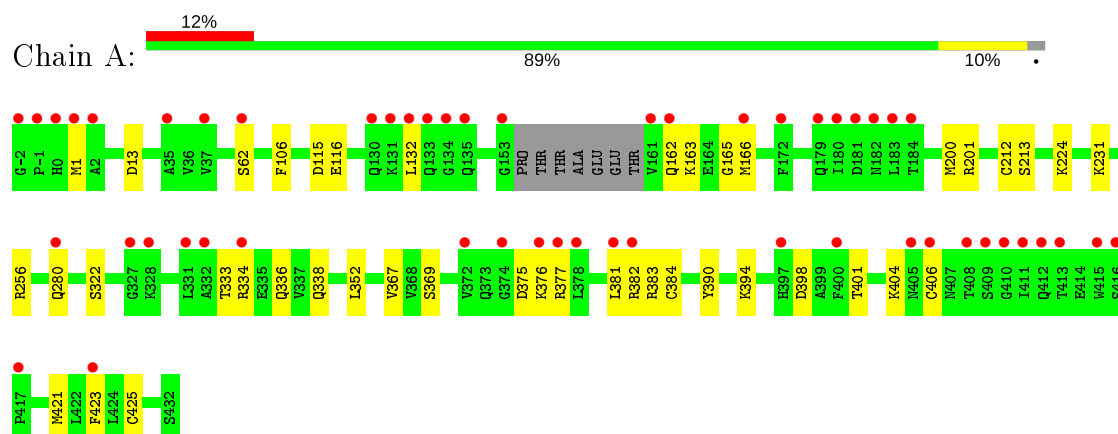 12%
Chain A:
89% 10% •
G-2 P-1 H0 M1 A2 D13 A35 V36 V37 S62 F106 D115 E116 Q130 K131 L132 Q133 G134 Q135 G153 PRO THR THR ALA GLU GLU THR V161 Q162 K163 E164 G165 M166 F172 Q179 I180 D181 N182 L183 T184 M200 R201 C212 S213 K224 K231
R256 Q280 S322 G327 K328 L331 A332 T333 R334 E335 Q336 V337 Q338 L352 V367 V368 S369 V372 Q373 G374 D375 K376 R377 L378 L381 R382 R383 C384 Y390 K394 H397 D398 A399 F400 T401 K404 N405 C406 N407 T408 S409 G410 I411 Q412 T413 E414 W415 S416
P417 M421 L422 F423 L424 C425 S432